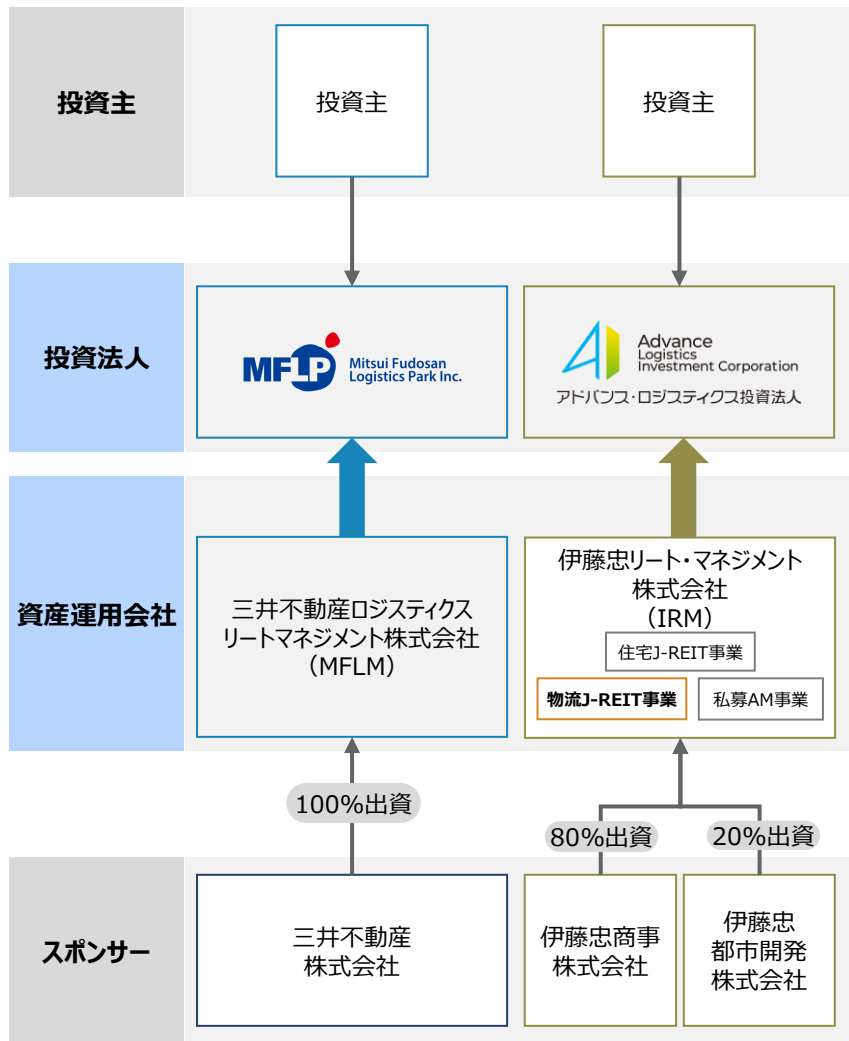 投資主
投資主
投資主
投資法人
MFLP
Mitsui Fudosan
Logistics Park Inc.
Advance
Logistics
Investment Corporation
アドバンス・ロジスティクス投資法人
資産運用会社
三井不動産ロジスティクス
リートマネジメント株式会社
（MFLM）
伊藤忠リート・マネジメント
株式会社
（IRM）
住宅J-REIT事業
物流J-REIT事業
私募AM事業
100%出資
80%出資
20%出資
スポンサー
三井不動産
株式会社
伊藤忠商事
株式会社
伊藤忠
都市開発
株式会社